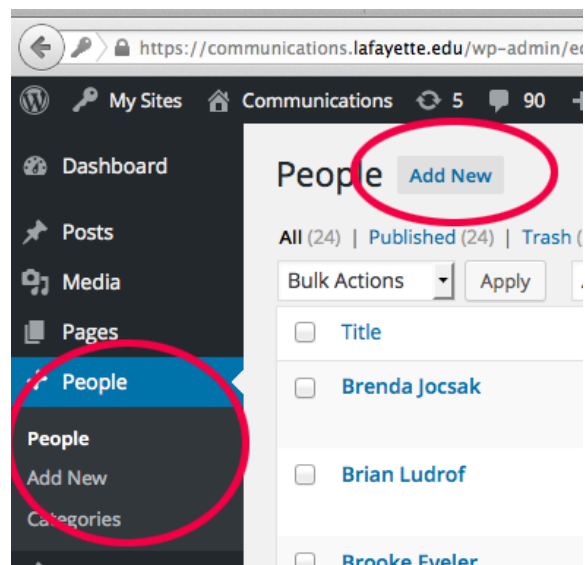 https://communications.lafayette.edu/wp-admin/e
My Sites Communications 5 90
Dashboard
Posts
Media
Pages
People
People
Add New
Categories
People Add New
All (24) | Published (24) | Trash (
Bulk Actions Apply
Title
Brenda Jocsak
Brian Ludrof
Brooke Eveler